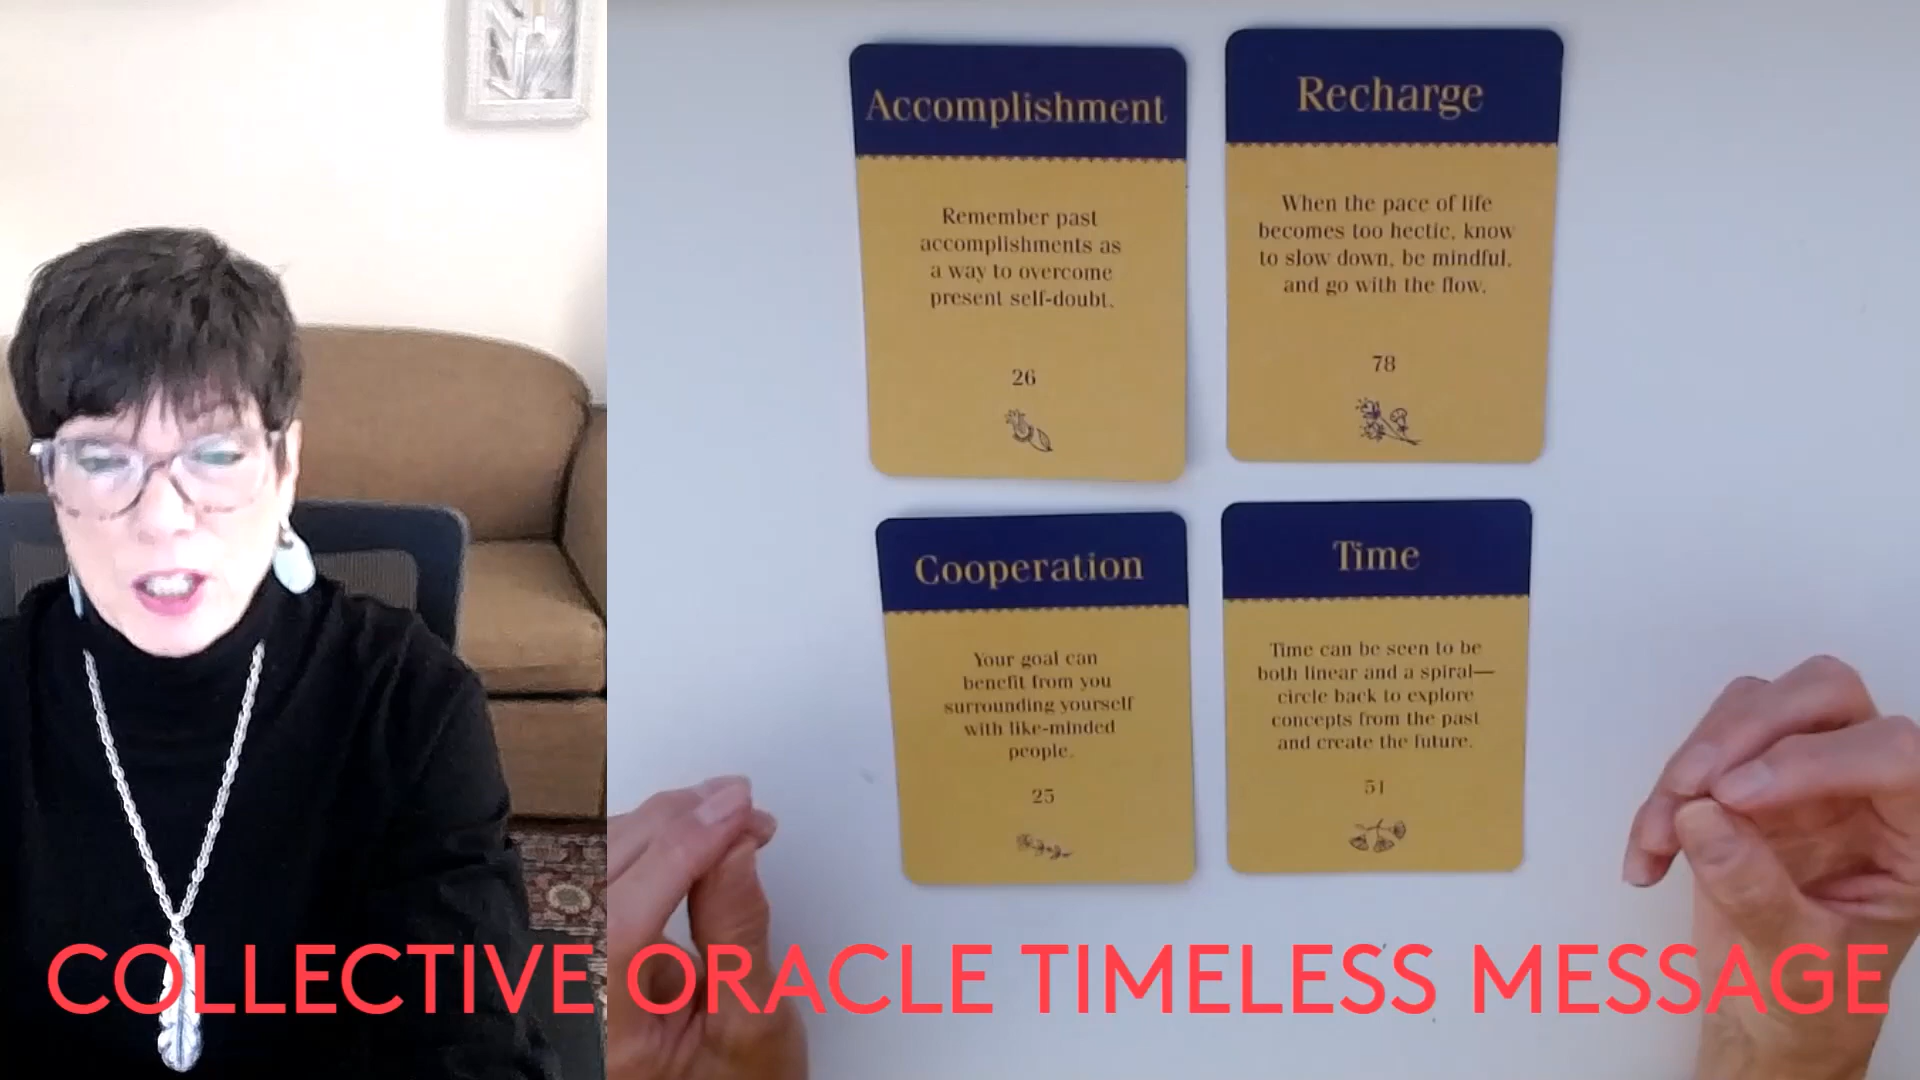 Accomplishment
Remember past
accomplishments as
a way to overcome
present self-doubt.
26
Recharge
When the pace of life
becomes too hectic, know
to slow down, be mindful,
and go with the flow.
78
Cooperation
Your goal can
benefit from you
surrounding yourself
with like-minded
people.
25
Time
Time can be seen to be
both linear and a spiral—
circle back to explore
concepts from the past
and create the future.
51
COLLECTIVE ORACLE TIMELESS MESSAGE